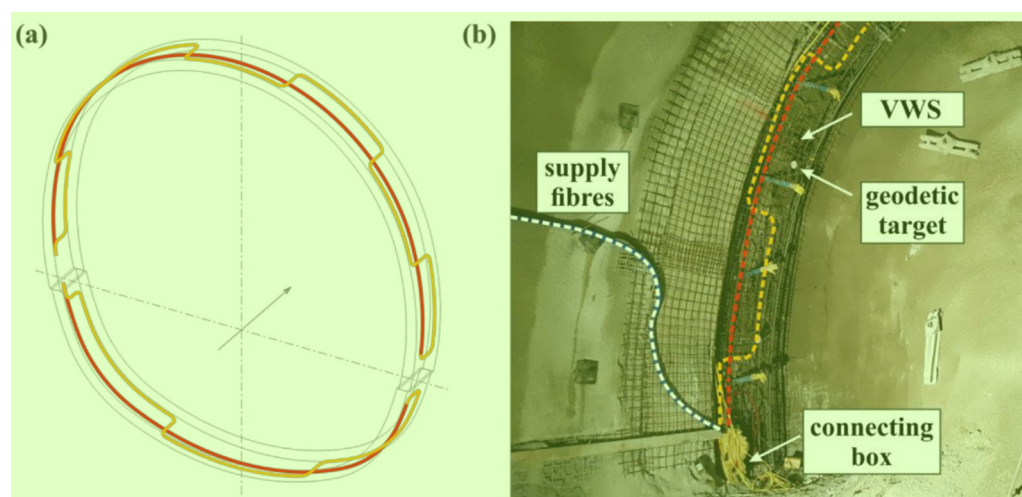 (a)
(b)
VWS
supply
fibres
geodetic
target
connecting
box